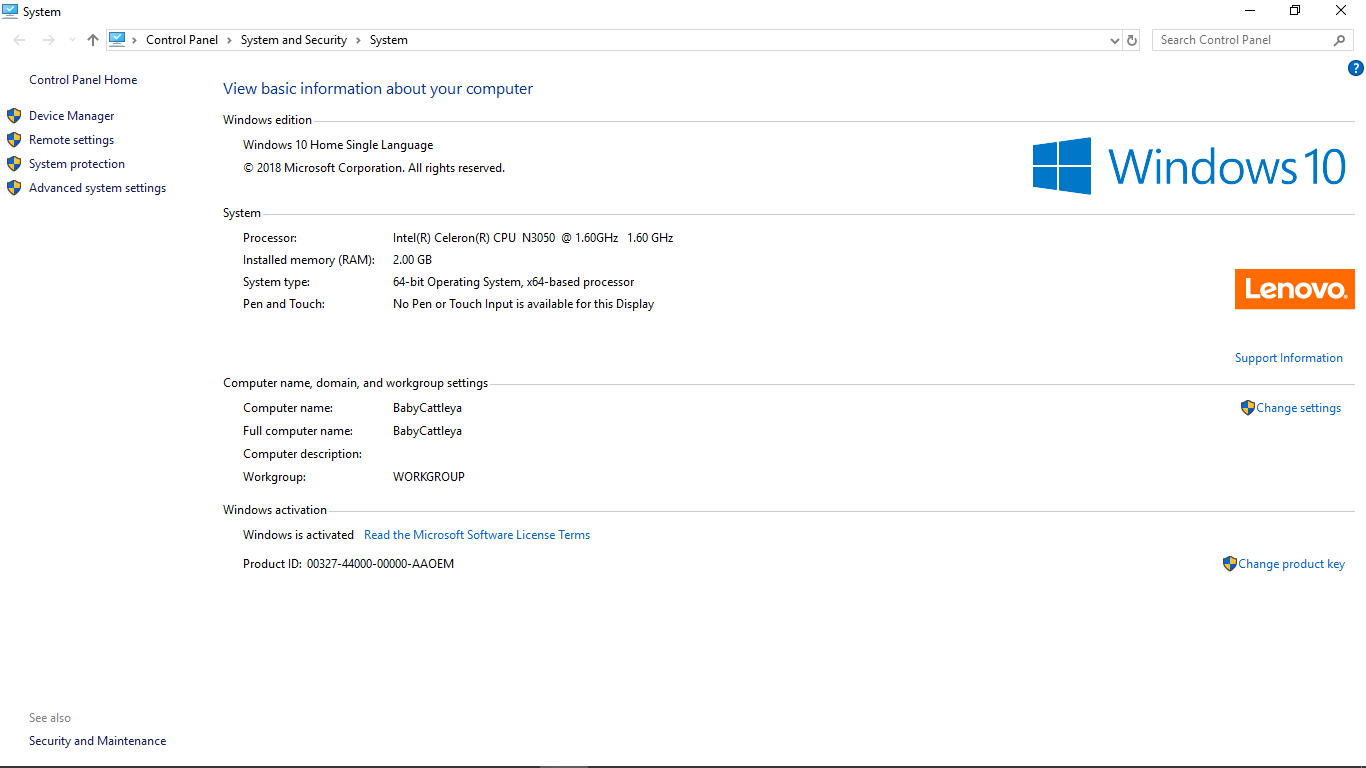 System
Control Panel System and Security System
Search Control Panel
?
Control Panel Home
Device Manager
Remote settings
System protection
Advanced system settings
View basic information about your computer
Windows edition
Windows 10 Home Single Language
© 2018 Microsoft Corporation. All rights reserved.
Windows 10
System
Processor: Intel(R) Celeron(R) CPU N3050 @ 1.60GHz 1.60 GHz
Installed memory (RAM): 2.00 GB
System type: 64-bit Operating System, x64-based processor
Pen and Touch: No Pen or Touch Input is available for this Display
Lenovo
Support Information
Computer name, domain, and workgroup settings
Computer name: BabyCattleya
Change settings
Full computer name: BabyCattleya
Computer description:
Workgroup: WORKGROUP
Windows activation
Windows is activated Read the Microsoft Software License Terms
Product ID: 00327-44000-00000-AAOEM
Change product key
See also
Security and Maintenance